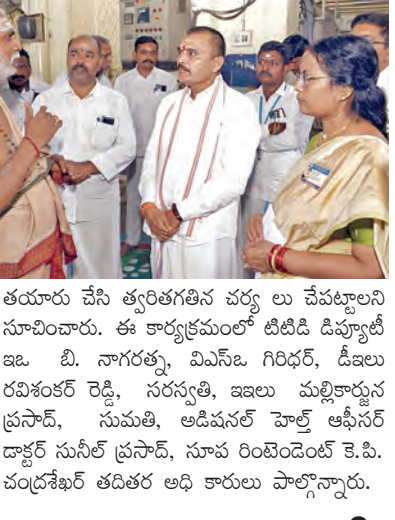 తయారు చేసి త్వరితగతిన చర్య లు చేపట్టాలని
సూచించారు. ఈ కార్యక్రమంలో టిటిడి డిప్యూటీ
ఇఒ బి. నాగరత్న, విఎస్ఒ గిరిధర్, డీఇలు
రవిశంకర్ రెడ్డి, సరస్వతి, ఇఇలు మల్లికార్జున
ప్రసాద్, సుమతి, అడిషనల్ హెల్త్ ఆఫీసర్
డాక్టర్ సునీల్ ప్రసాద్, సూప రింటెండెంట్ కె.పి.
చంద్రశేఖర్ తదితర అధి కారులు పాల్గొన్నారు.